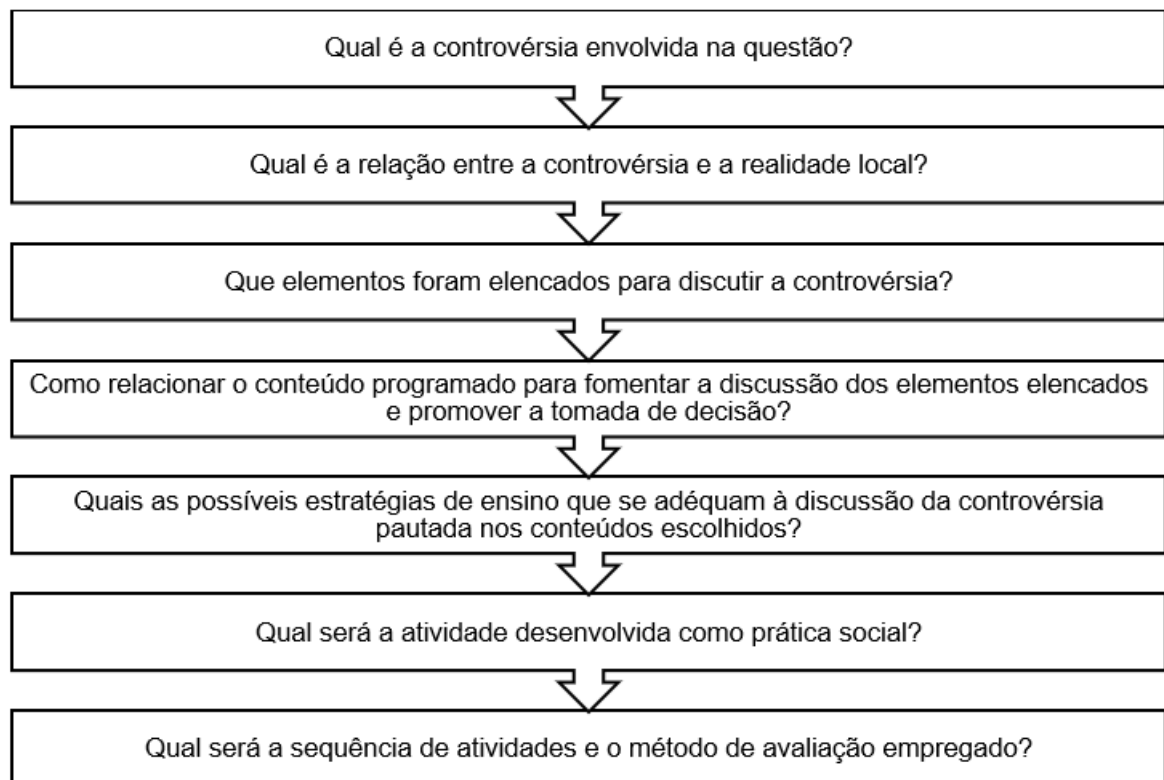 Qual é a controvérsia envolvida na questão?
Qual é a relação entre a controvérsia e a realidade local?
Que elementos foram elencados para discutir a controvérsia?
Como relacionar o conteúdo programado para fomentar a discussão dos elementos elencados
e promover a tomada de decisão?
Quais as possíveis estratégias de ensino que se adéquam à discussão da controvérsia
pautada nos conteúdos escolhidos?
Qual será a atividade desenvolvida como prática social?
Qual será a sequência de atividades e o método de avaliação empregado?